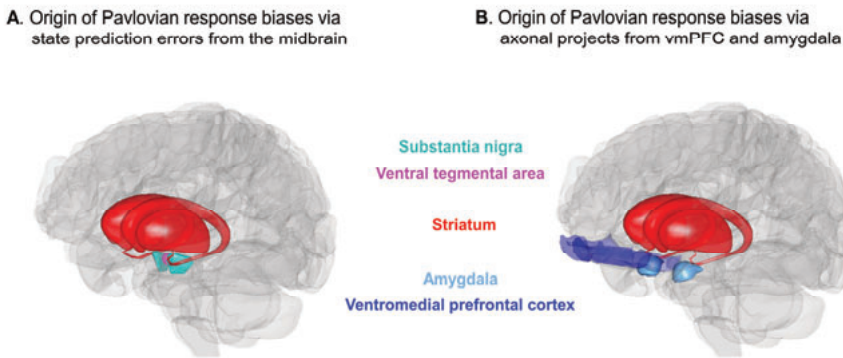 A. Origin of Pavlovian response biases via
state prediction errors from the midbrain
B. Origin of Pavlovian response biases via
axonal projects from vmPFC and amygdala
Substantia nigra
Ventral tegmental area
Striatum
Amygdala
Ventromedial prefrontal cortex